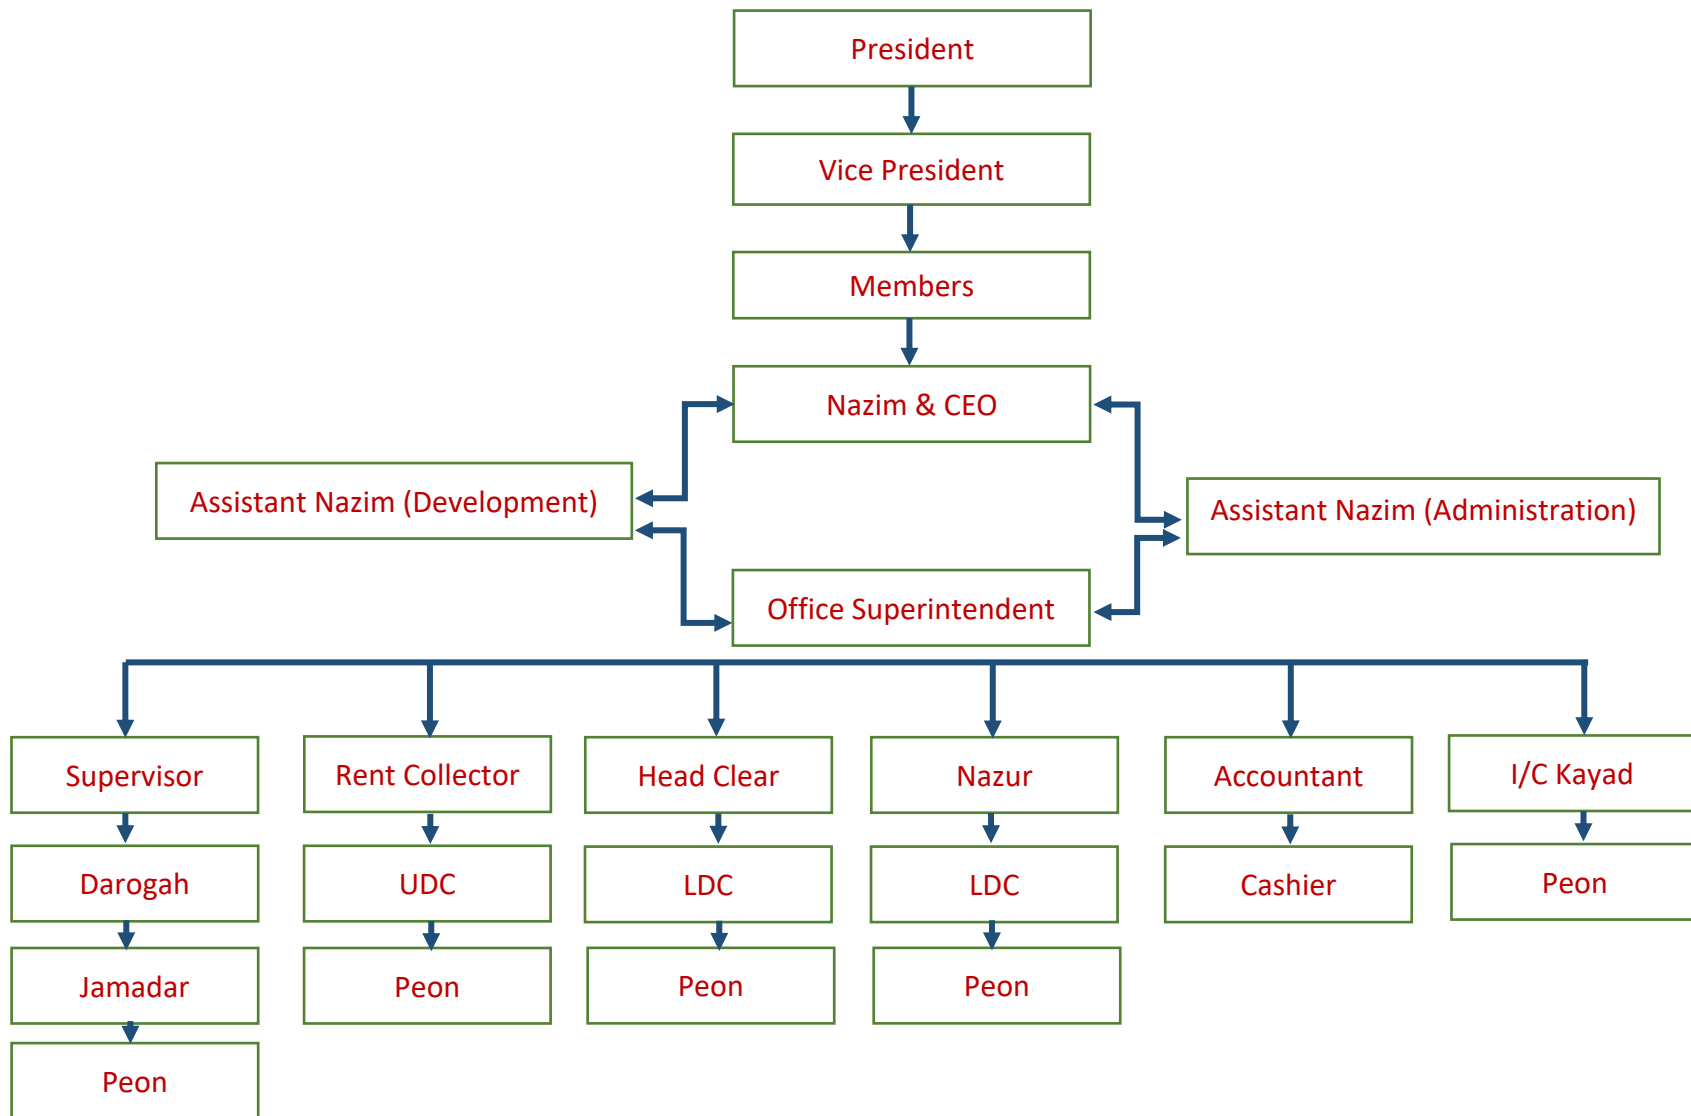 President
Vice President
Members
Nazim & CEO
Assistant Nazim (Development)
Assistant Nazim (Administration)
Office Superintendent
Supervisor
Rent Collector
Head Clear
Nazur
Accountant
I/C Kayad
Darogah
UDC
LDC
LDC
Cashier
Peon
Jamadar
Peon
Peon
Peon
Peon